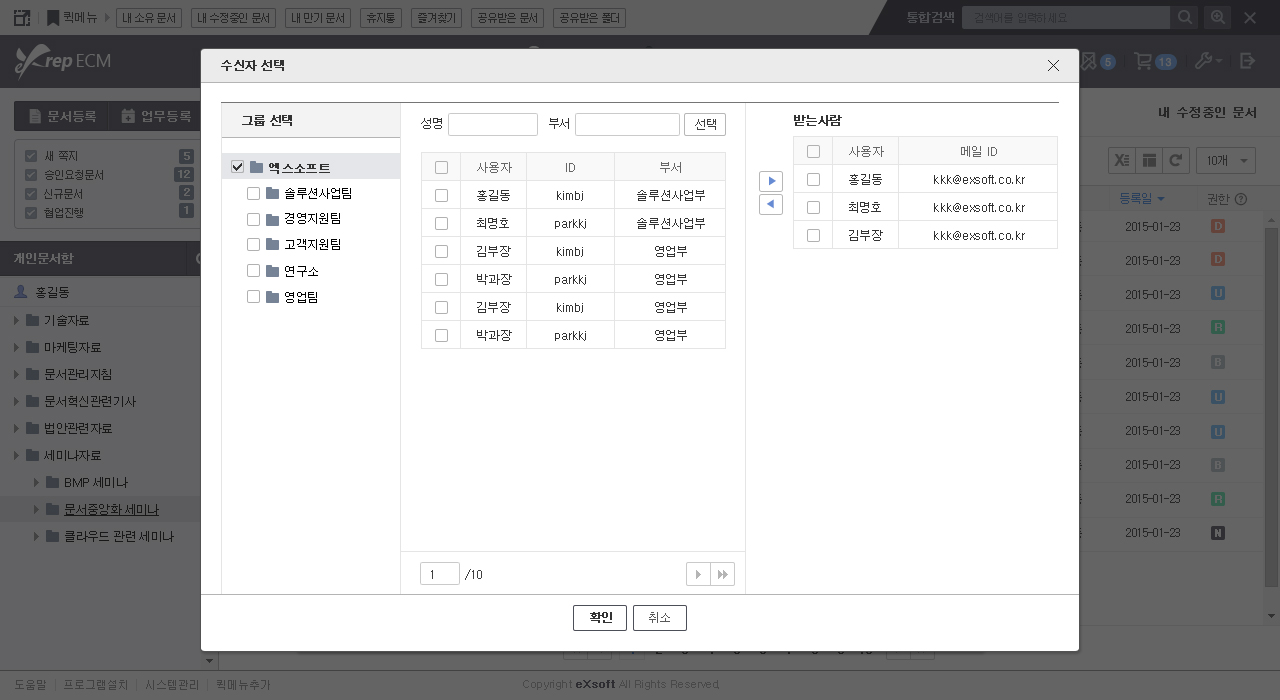 퀵메뉴 내 소유 문서 내 수정중인 문서 내 만기 문서 휴지통 즐겨찾기 공유받은 문서 공유받은 폴더 통합검색 검색어를 입력하세요
Xrep ECM 5 13
수신자 선택
문서등록 업무등록
내 수정중인 문서
새 쪽지 5
승인요청문서 12
신규문서 2
협업진행 1
10개
등록일 권한
개인문서함
홍길동
기술자료
마케팅자료
문서관리지침
문서혁신관련기사
법안관련자료
세미나자료
BMP 세미나
문서중앙화 세미나
클라우드 관련 세미나
그룹 선택
엑스소프트
솔루션사업팀
경영지원팀
고객지원팀
연구소
영업팀
성명 부서 선택
사용자 ID 부서
홍길동 kimbj 솔루션사업부
최명호 parkkj 솔루션사업부
김부장 kimbj 영업부
박과장 parkkj 영업부
김부장 kimbj 영업부
박과장 parkkj 영업부
1 /10
받는사람
사용자 메일 ID
홍길동 kkk@exsoft.co.kr
최명호 kkk@exsoft.co.kr
김부장 kkk@exsoft.co.kr
2015-01-23 D
2015-01-23 D
2015-01-23 U
2015-01-23 R
2015-01-23 B
2015-01-23 U
2015-01-23 U
2015-01-23 B
2015-01-23 R
2015-01-23 N
확인 취소
도움말 프로그램설치 시스템관리 퀵메뉴추가
Copyright eXsoft All Rights Reserved.